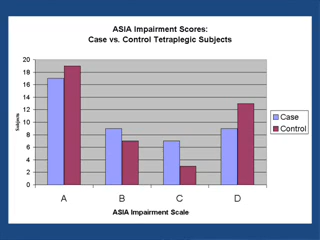 ASIA Impairment Scores:
Case vs. Control Tetraplegic Subjects
20
18
16
14
12
10
8
6
4
2
0
Subjects
A
B
C
D
ASIA Impairment Scale
Case
Control